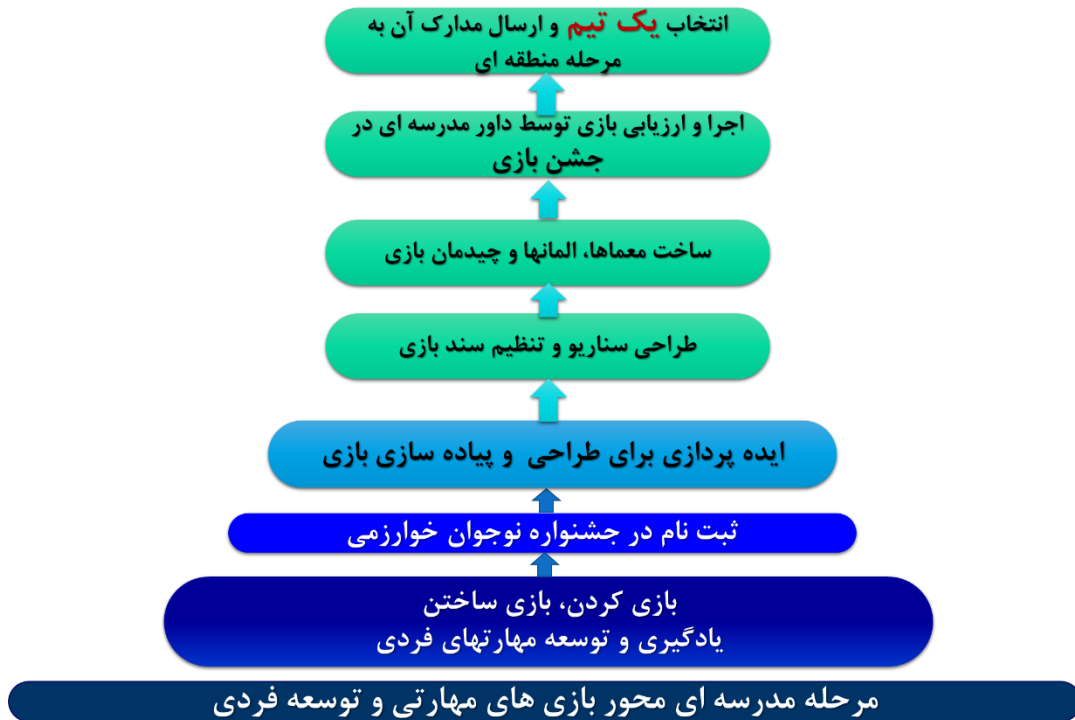 انتخاب یک تیم و ارسال مدارک آن به
مرحله منطقه ای
اجرا و ارزیابی بازی توسط داور مدرسه ای در
جشن بازی
ساخت معماها، المانها و چیدمان بازی
طراحی سناریو و تنظیم سند بازی
ایده پردازی برای طراحی و پیاده سازی بازی
ثبت نام در جشنواره نوجوان خوارزمی
بازی کردن، بازی ساختن
یادگیری و توسعه مهارتهای فردی
مرحله مدرسه ای محور بازی های مهارتی و توسعه فردی